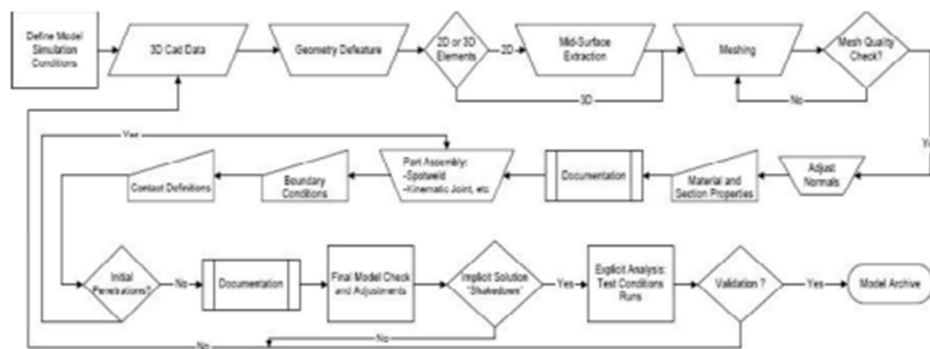 Define Model
Simulation
Conditions
3D Cad Data
Geometry Defeature
2D or 3D
Elements
2D
Mid-Surface
Extraction
Meshing
Mesh Quality
Check?
No
3D
Yes
Contact Definitions
Boundary
Conditions
Part Assembly:
-Spotweld
-Kinematic Joint, etc
Documentation
Material and
Section Properties
Adjust
Normals
Initial
Penetrations?
No
Documentation
Final Model Check
and Adjustments
Implicit Solution
"Shakedown"
Yes
Explicit Analysis:
Test Conditions
Runs
Validation ?
Yes
Model Archive
No
No